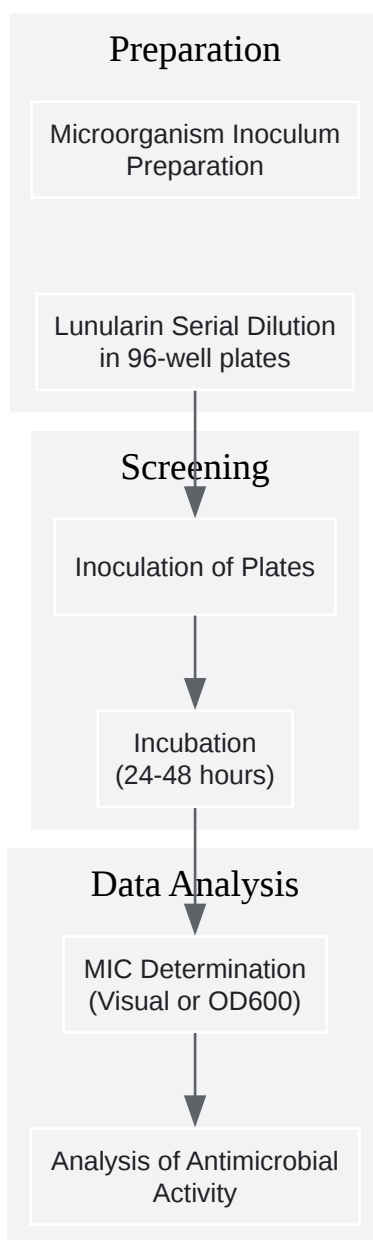 Preparation
Microorganism Inoculum
Preparation
Lunularin Serial Dilution
in 96-well plates
Screening
Inoculation of Plates
Incubation
(24-48 hours)
Data Analysis
MIC Determination
(Visual or OD600)
Analysis of Antimicrobial
Activity